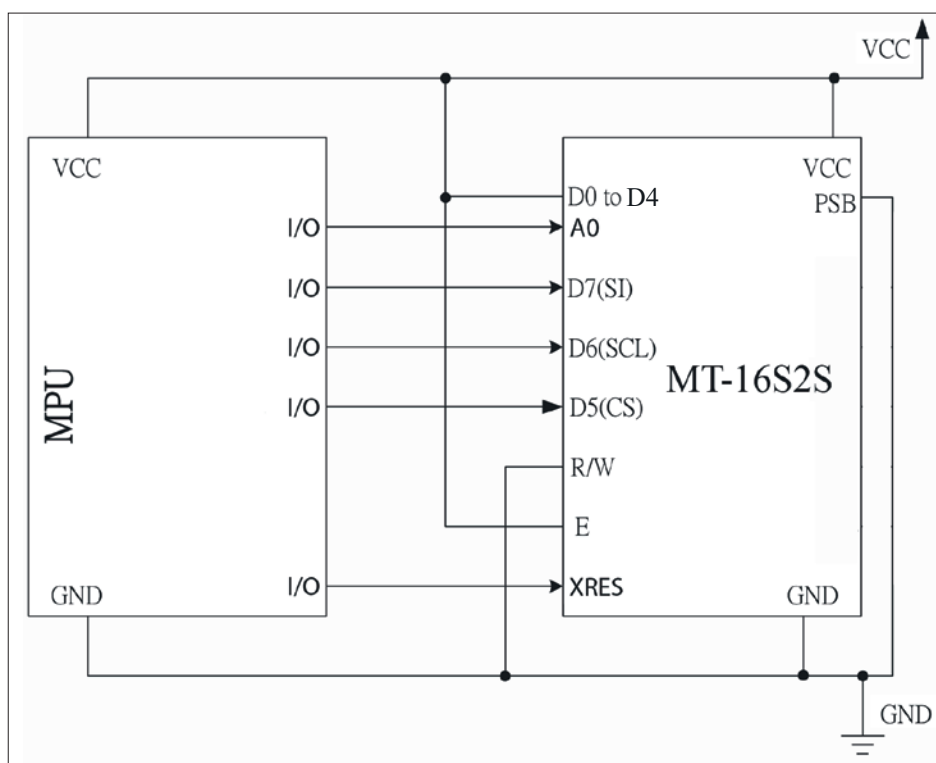 VCC
VCC
VCC
PSB
D0 to D4
I/O
A0
I/O
D7(SI)
I/O
D6(SCL)
MPU
MT-16S2S
I/O
D5(CS)
R/W
E
I/O
XRES
GND
GND
GND